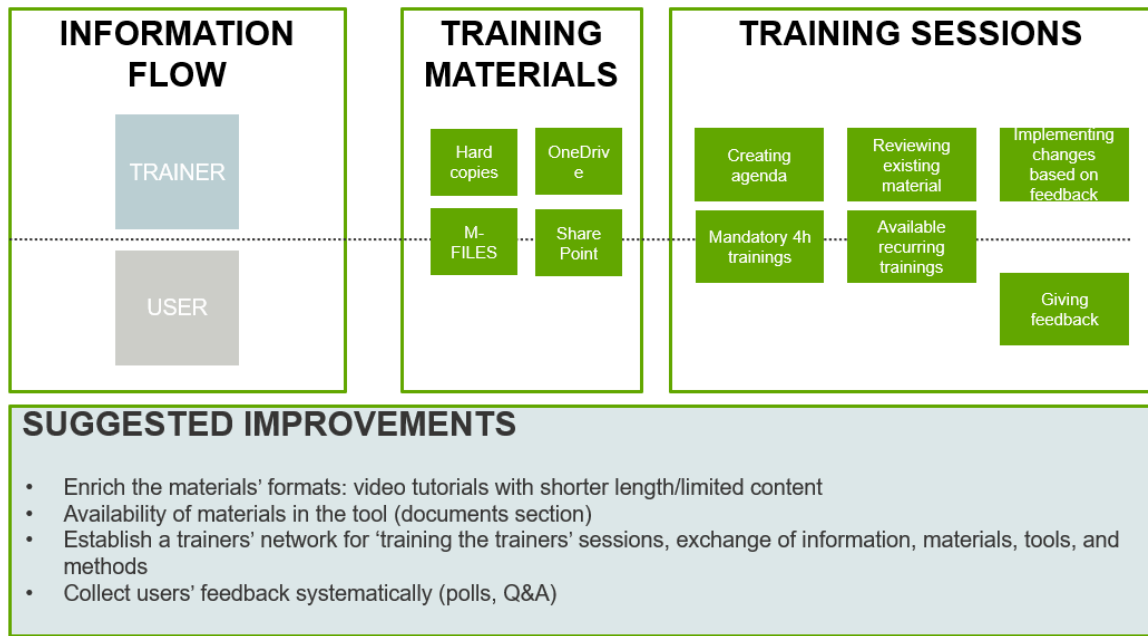 INFORMATION
FLOW
TRAINER
USER
TRAINING
MATERIALS
Hard
copies
OneDriv
e
M-
FILES
Share
Point
TRAINING SESSIONS
Creating
agenda
Reviewing
existing
material
Implementing
changes
based on
feedback
Mandatory 4h
trainings
Available
recurring
trainings
Giving
feedback
SUGGESTED IMPROVEMENTS
• Enrich the materials’ formats: video tutorials with shorter length/limited content
• Availability of materials in the tool (documents section)
• Establish a trainers’ network for ‘training the trainers’ sessions, exchange of information, materials, tools, and
methods
• Collect users’ feedback systematically (polls, Q&A)